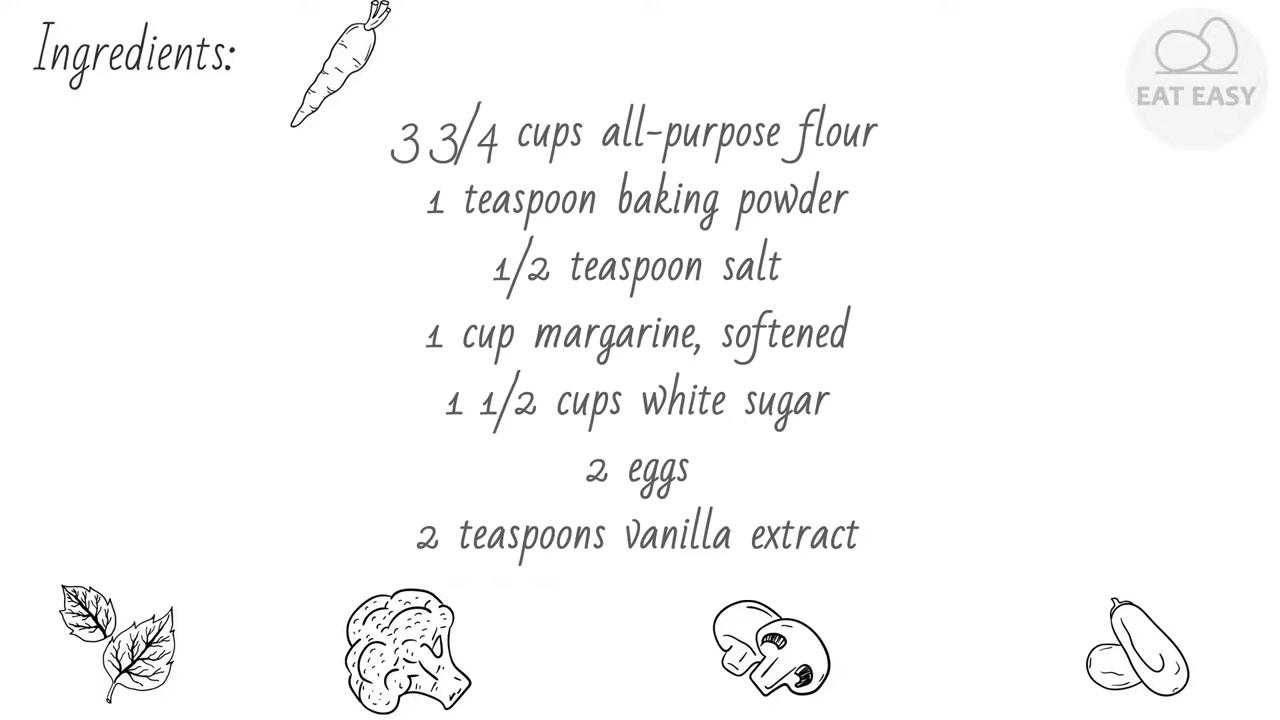 Ingredients:
EAT EASY
3 3/4 cups all-purpose flour
1 teaspoon baking powder
1/2 teaspoon salt
1 cup margarine, softened
1 1/2 cups white sugar
2 eggs
2 teaspoons vanilla extract